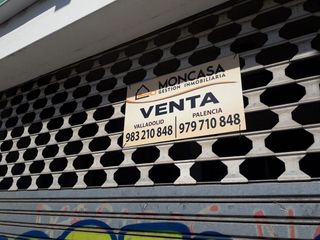 MONCASA
GESTION INMOBILIARIA
VENTA
VALLADOLID PALENCIA
983 210 848 979 710 848